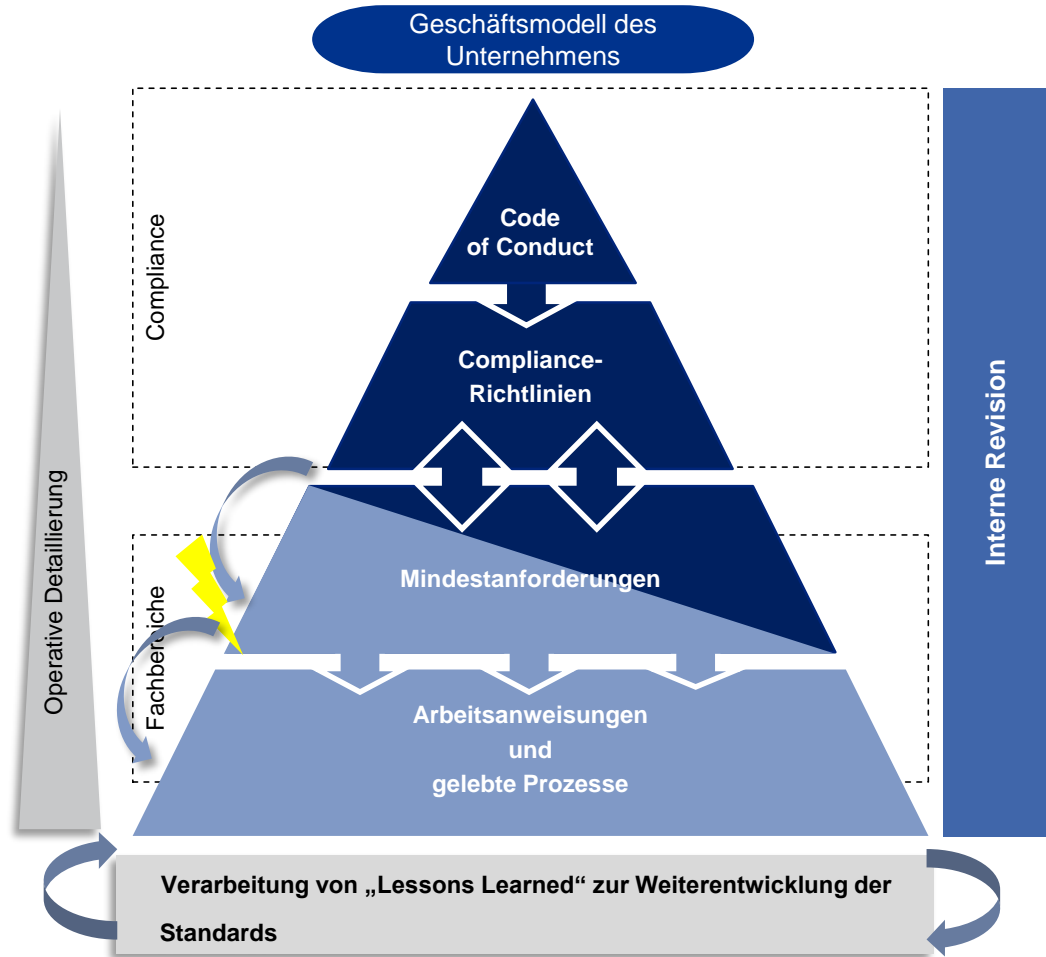 Geschäftsmodell des
Unternehmens
Operative Detaillierung
Compliance
Code
of Conduct
Compliance-
Richtlinien
Fachbereiche
Mindestanforderungen
Arbeitsanweisungen
und
gelebte Prozesse
Interne Revision
Verarbeitung von „Lessons Learned“ zur Weiterentwicklung der
Standards